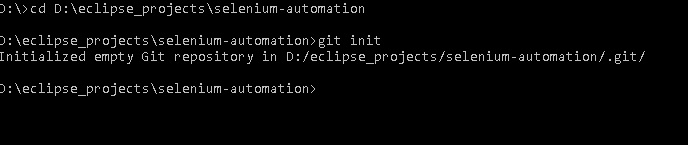 D:\>cd D:\eclipse_projects\selenium-automation
D:\eclipse_projects\selenium-automation>git init
Initialized empty Git repository in D:/eclipse_projects/selenium-automation/.git/
D:\eclipse_projects\selenium-automation>